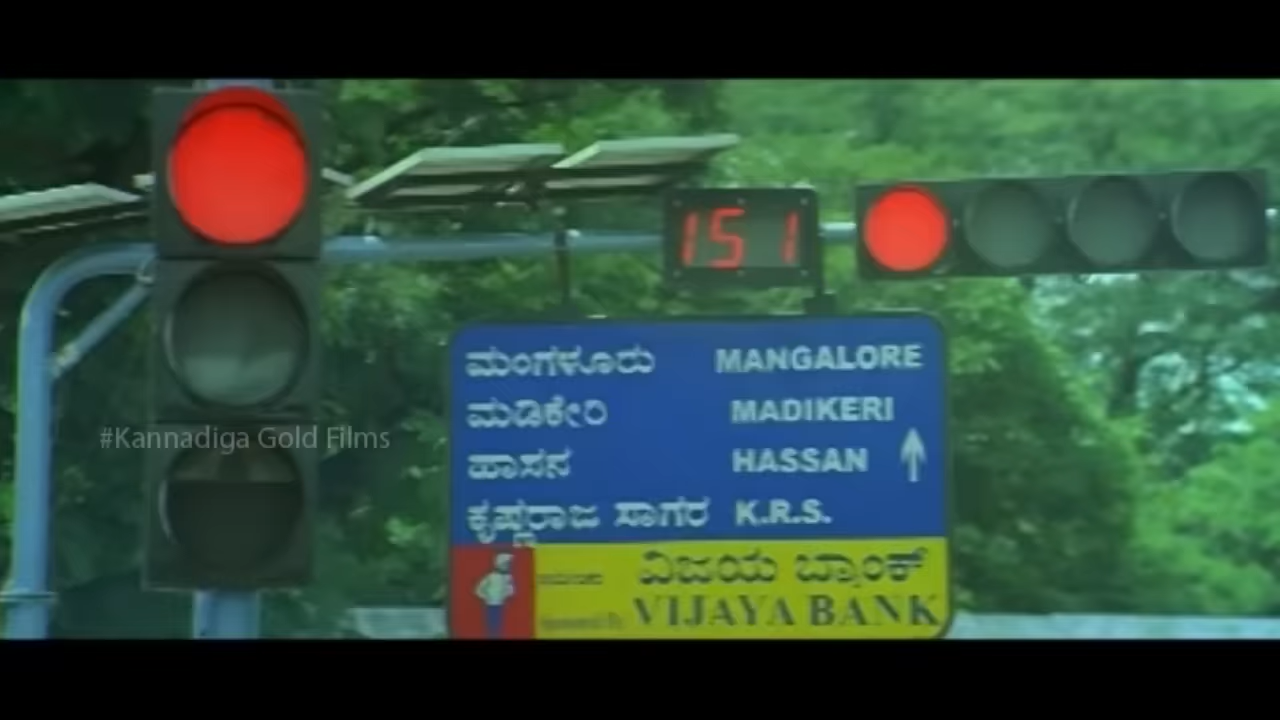 151
ಮಂಗಳೂರು MANGALORE
ಮಡಿಕೇರಿ MADIKERI
ಹಾಸನ HASSAN
ಕೃಷ್ಣರಾಜ ಸಾಗರ K.R.S.
ವಿಜಯ ಬ್ಯಾಂಕ್
VIJAYA BANK
#Kannadiga Gold Films